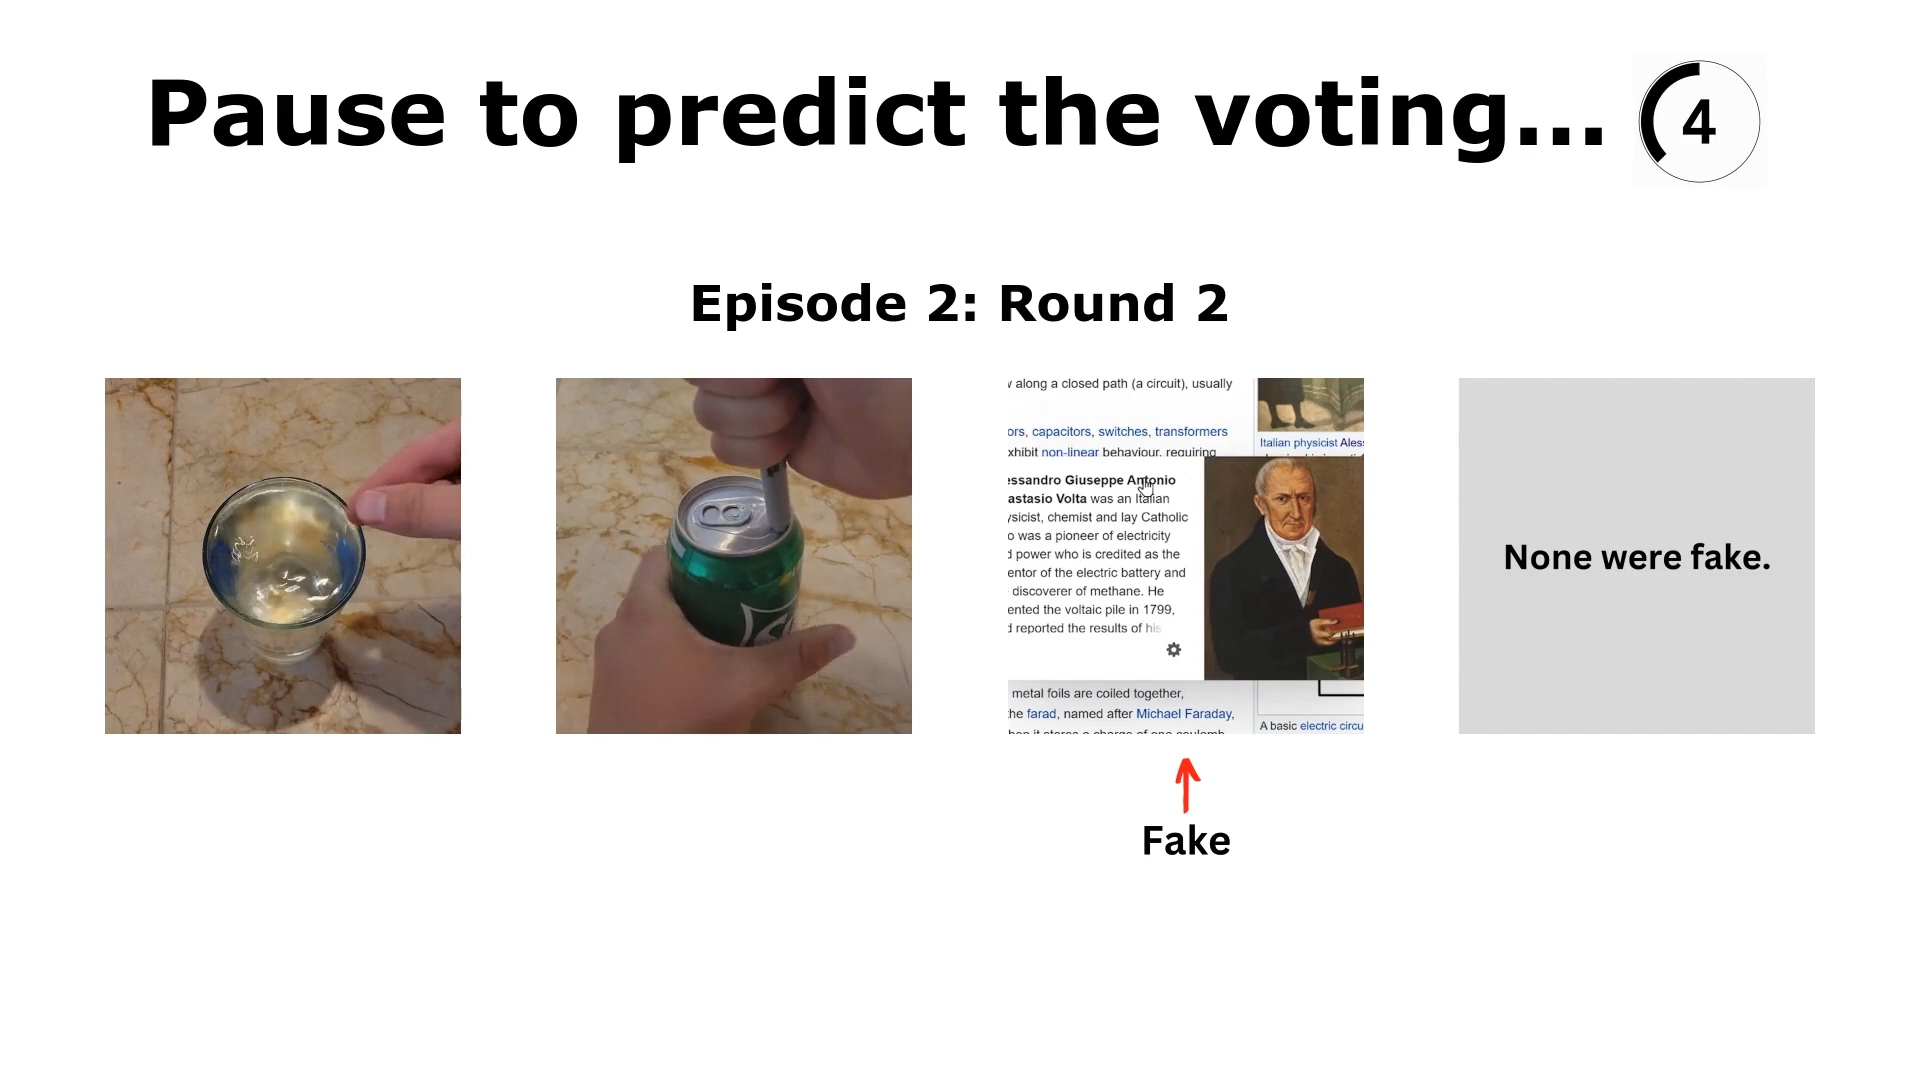 Pause to predict the voting... 4
Episode 2: Round 2
along a closed path (a circuit), usually
ors, capacitors, switches, transformers
xhibit non-linear behaviour, requiring
essandro Giuseppe Antonio
astasio Volta was an Italian
ysicist, chemist and lay Catholic
o was a pioneer of electricity
d power who is credited as the
entor of the electric battery and
discoverer of methane. He
ented the voltaic pile in 1799,
d reported the results of his
metal foils are coiled together,
the farad, named after Michael Faraday,
Italian physicist Aless
A basic electric circu
None were fake.
Fake